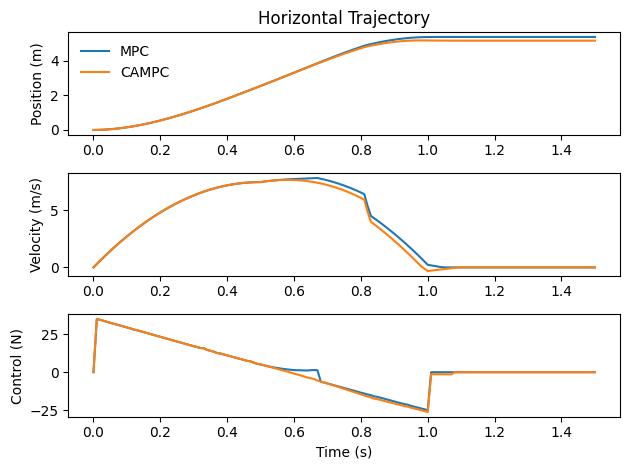 Horizontal Trajectory
Position (m)
4
2
0
MPC
CAMPC
0.0 0.2 0.4 0.6 0.8 1.0 1.2 1.4
Velocity (m/s)
5
0
0.0 0.2 0.4 0.6 0.8 1.0 1.2 1.4
Control (N)
25
0
−25
0.0 0.2 0.4 0.6 0.8 1.0 1.2 1.4
Time (s)